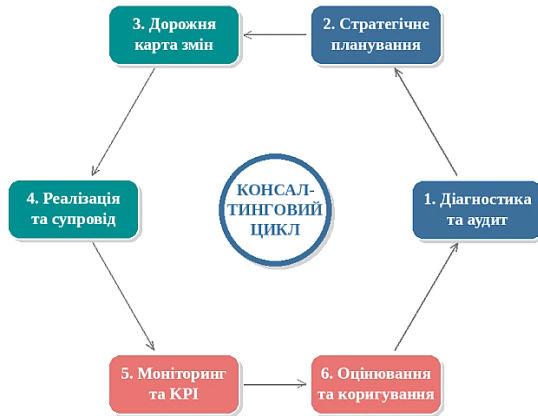 3. Дорожня
карта змін
2. Стратегічне
планування
4. Реалізація
та супровід
КОНСАЛ-
ТИНГОВИЙ
ЦИКЛ
1. Діагностика
та аудит
5. Моніторинг
та KPI
6. Оцінювання
та коригування